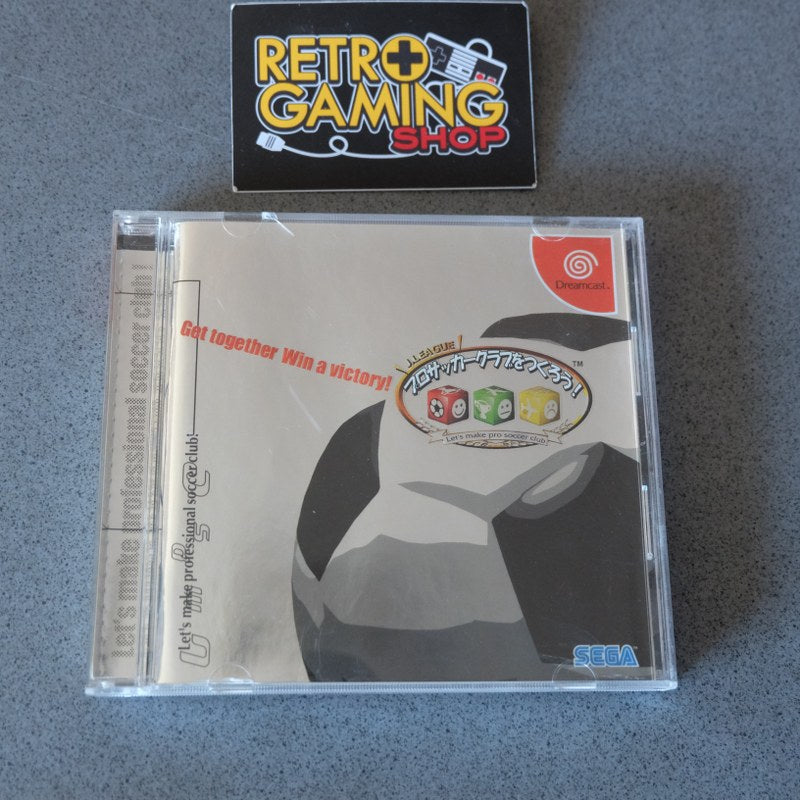 RETRO
GAMING
SHOP
Dreamcast™
Get together Win a victory!
J.LEAGUE
プロサッカークラブをつくろう!
TM
Let's make pro soccer club
Let's make professional soccer club!
Let's make professional soccer club!
SEGA